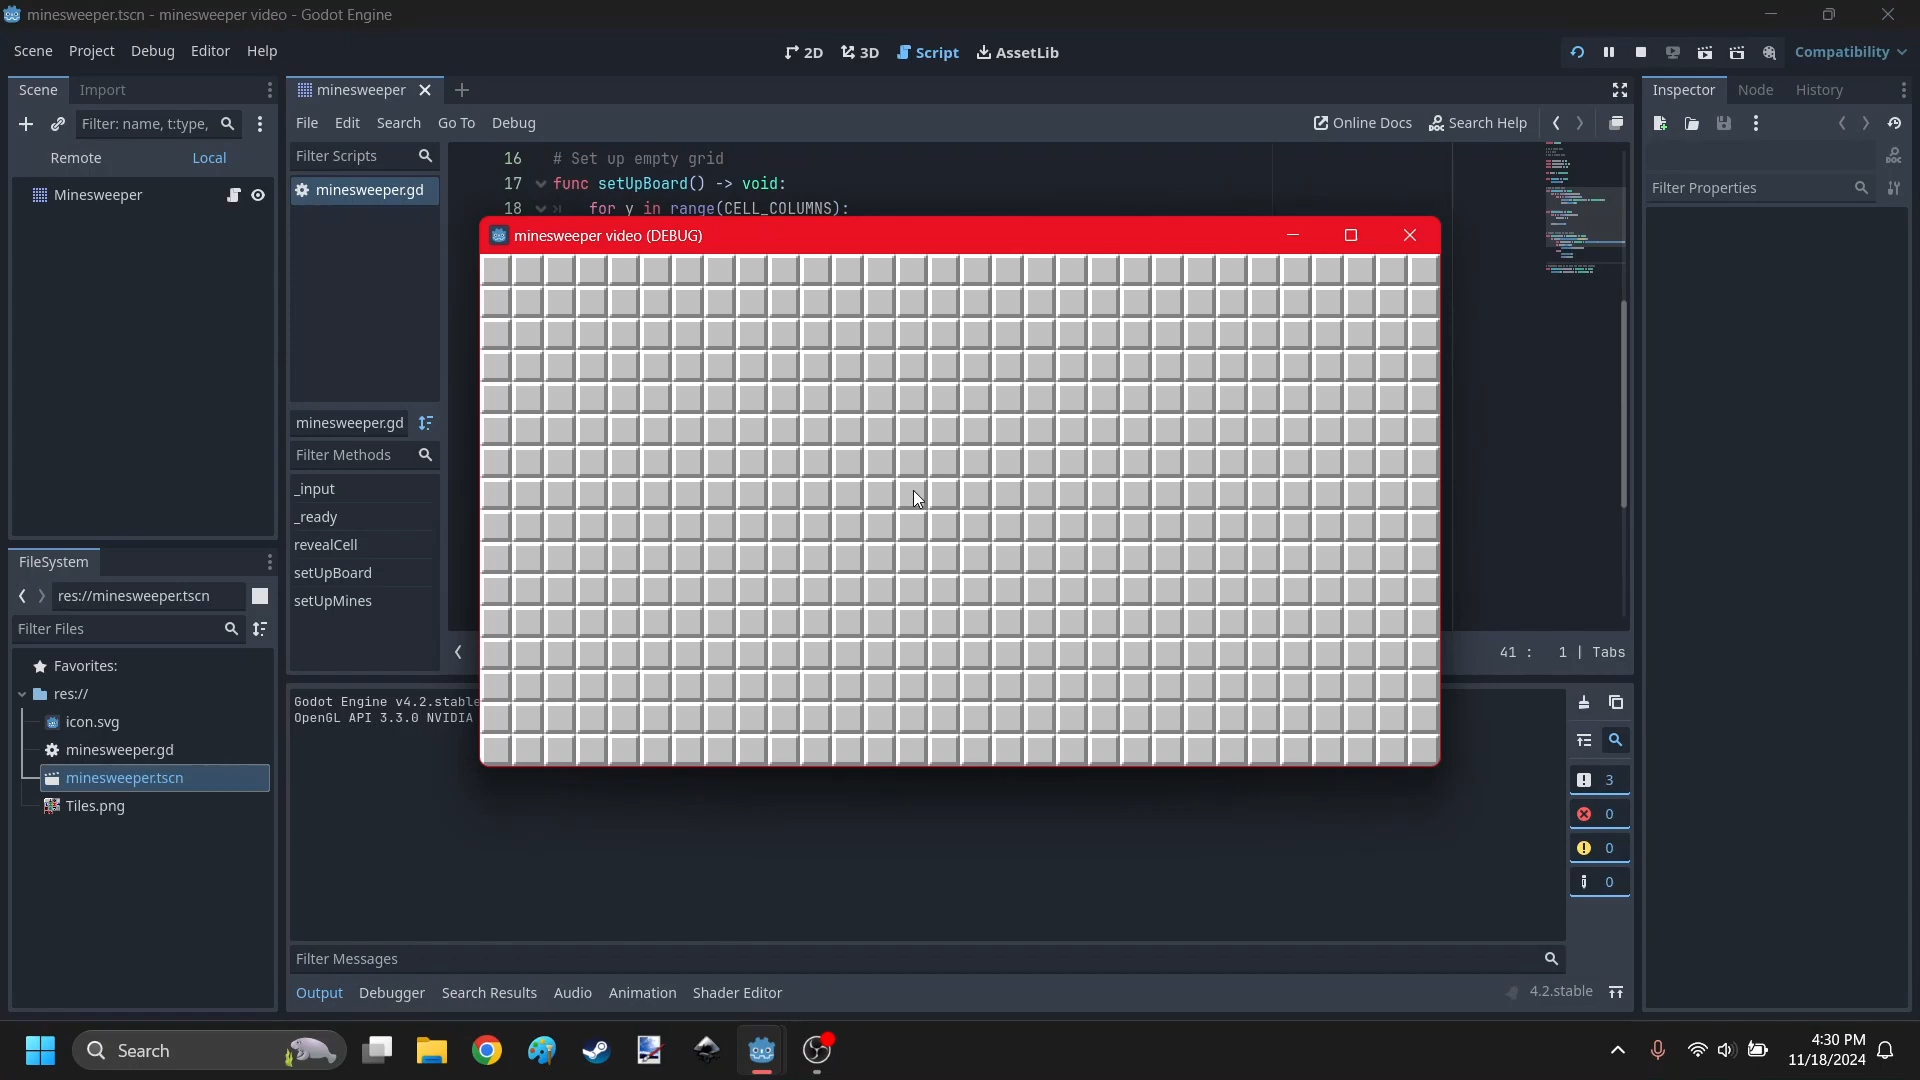 minesweeper.tscn - minesweeper video - Godot Engine
Scene Project Debug Editor Help
2D 3D Script AssetLib
Compatibility
Scene Import
minesweeper
Inspector Node History
Filter: name, t:type,
File Edit Search Go To Debug
Online Docs Search Help
Remote Local
Filter Scripts
16 # Set up empty grid
17 func setUpBoard() -> void:
18 for y in range(CELL_COLUMNS):
Filter Properties
Minesweeper
minesweeper.gd
minesweeper video (DEBUG)
minesweeper.gd
Filter Methods
_input
_ready
revealCell
setUpBoard
setUpMines
41 : 1 | Tabs
FileSystem
res://minesweeper.tscn
Filter Files
Favorites:
res://
icon.svg
minesweeper.gd
minesweeper.tscn
Tiles.png
Godot Engine v4.2.stable
OpenGL API 3.3.0 NVIDIA
3
0
0
0
Filter Messages
Output Debugger Search Results Audio Animation Shader Editor
4.2.stable
Search
4:30 PM
11/18/2024